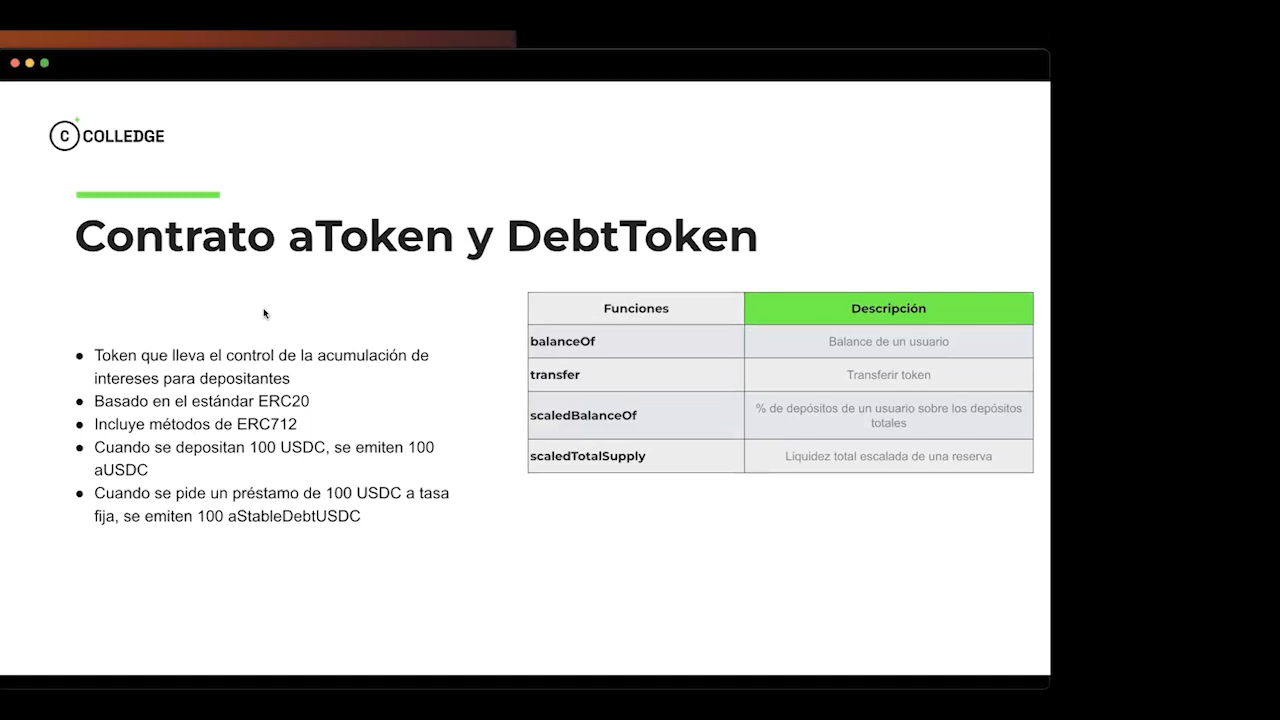 C COLLEDGE
Contrato aToken y DebtToken
● Token que lleva el control de la acumulación de
intereses para depositantes
● Basado en el estándar ERC20
● Incluye métodos de ERC712
● Cuando se depositan 100 USDC, se emiten 100
aUSDC
● Cuando se pide un préstamo de 100 USDC a tasa
fija, se emiten 100 aStableDebtUSDC
Funciones Descripción
balanceOf Balance de un usuario
transfer Transferir token
scaledBalanceOf % de depósitos de un usuario sobre los depósitos
totales
scaledTotalSupply Liquidez total escalada de una reserva